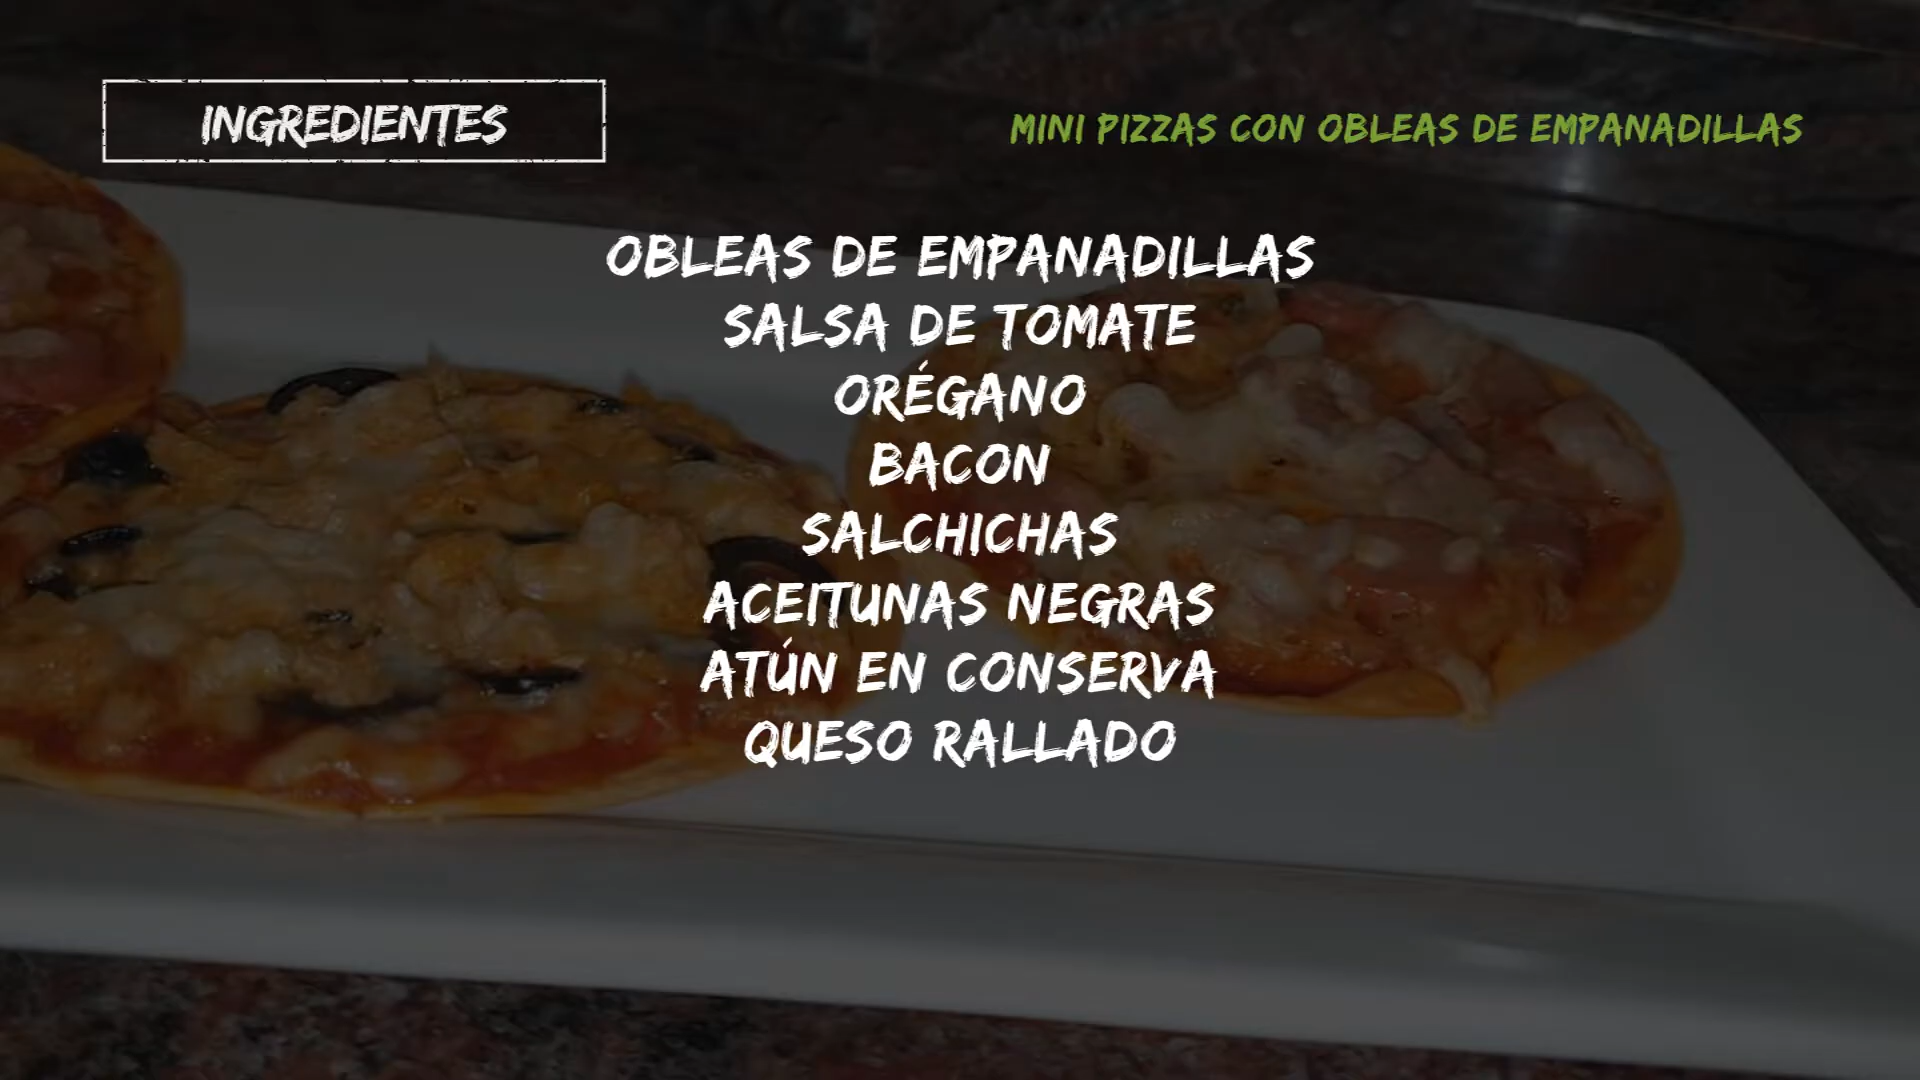 INGREDIENTES
MINI PIZZAS CON OBLEAS DE EMPANADILLAS
OBLEAS DE EMPANADILLAS
SALSA DE TOMATE
ORÉGANO
BACON
SALCHICHAS
ACEITUNAS NEGRAS
ATÚN EN CONSERVA
QUESO RALLADO